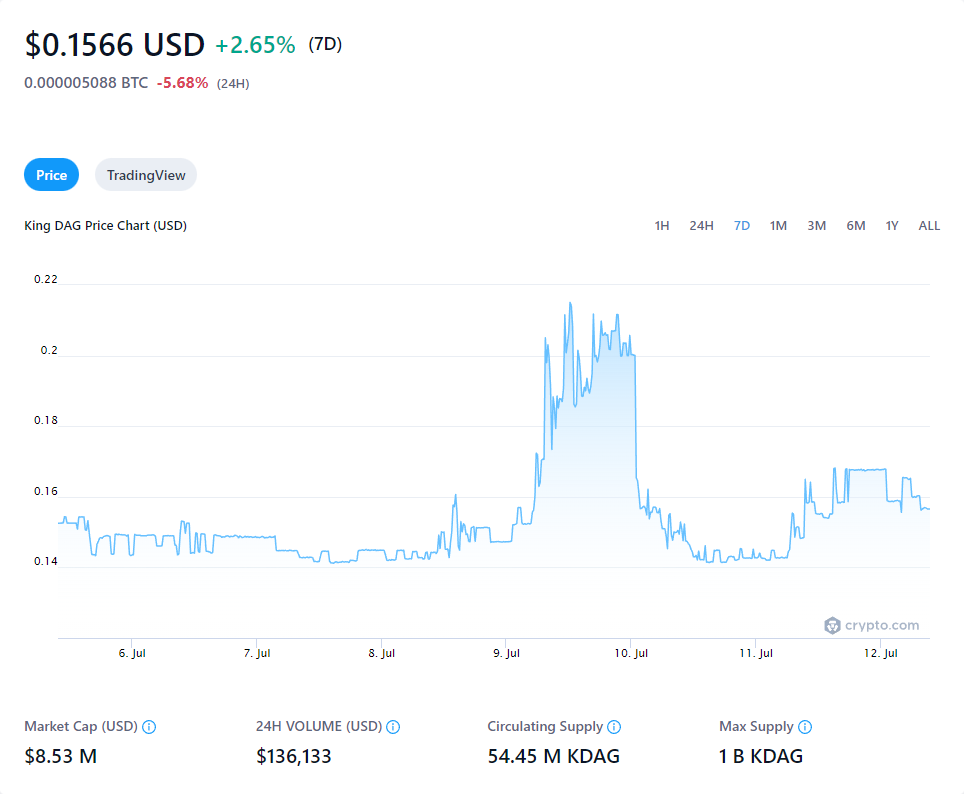 $0.1566 USD +2.65% (7D)
0.000005088 BTC -5.68% (24H)
Price TradingView
King DAG Price Chart (USD) 1H 24H 7D 1M 3M 6M 1Y ALL
0.22
0.2
0.18
0.16
0.14
crypto.com
6. Jul 7. Jul 8. Jul 9. Jul 10. Jul 11. Jul 12. Jul
Market Cap (USD) 24H VOLUME (USD) Circulating Supply Max Supply
$8.53 M $136,133 54.45 M KDAG 1 B KDAG